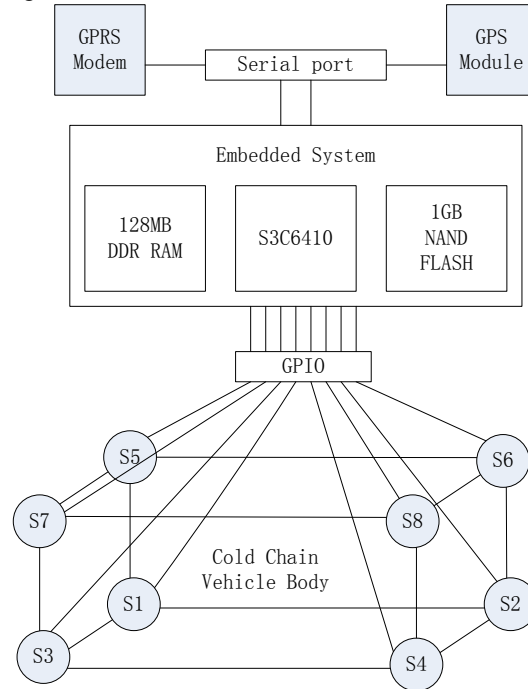 GPRS
Modem
Serial port
GPS
Module
Embedded System
128MB
DDR RAM
S3C6410
1GB
NAND
FLASH
GPIO
S5
S6
S7
S8
Cold Chain
Vehicle Body
S1
S2
S3
S4